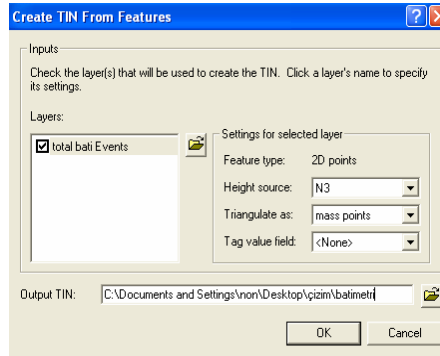 Create TIN From Features
Inputs
Check the layer(s) that will be used to create the TIN. Click a layer's name to specify
its settings.
Layers:
total bati Events
Settings for selected layer
Feature type: 2D points
Height source: N3
Triangulate as: mass points
Tag value field: <None>
Output TIN: C:\Documents and Settings\non\Desktop\çizim\batimetri
OK Cancel